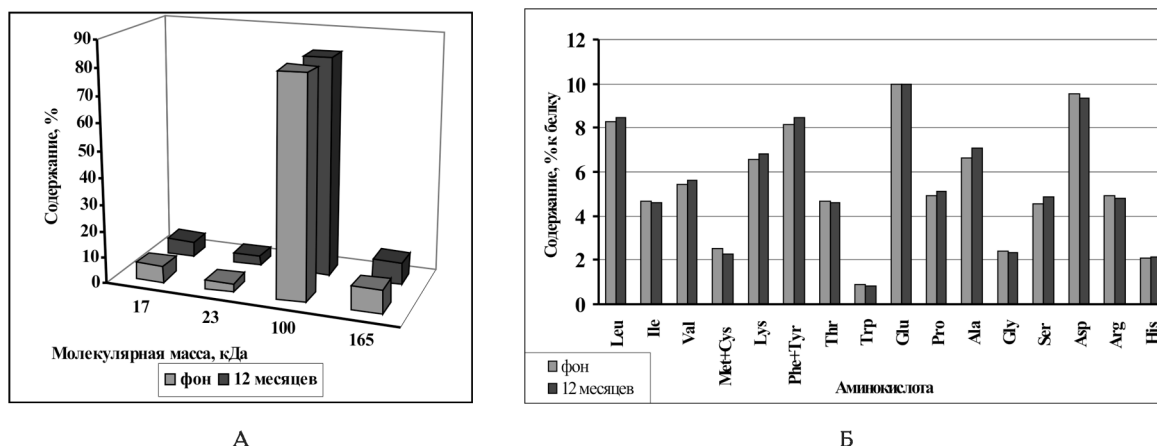 90
80
70
60
50
40
30
20
10
0
Содержание, %
17
23
100
165
Молекулярная масса, кДа
фон 12 месяцев
А
12
10
8
6
4
2
0
Содержание, % к белку
Leu
Ile
Val
Met+Cys
Lys
Phe+Tyr
Thr
Trp
Glu
Pro
Ala
Gly
Ser
Asp
Arg
His
фон
12 месяцев
Аминокислота
Б